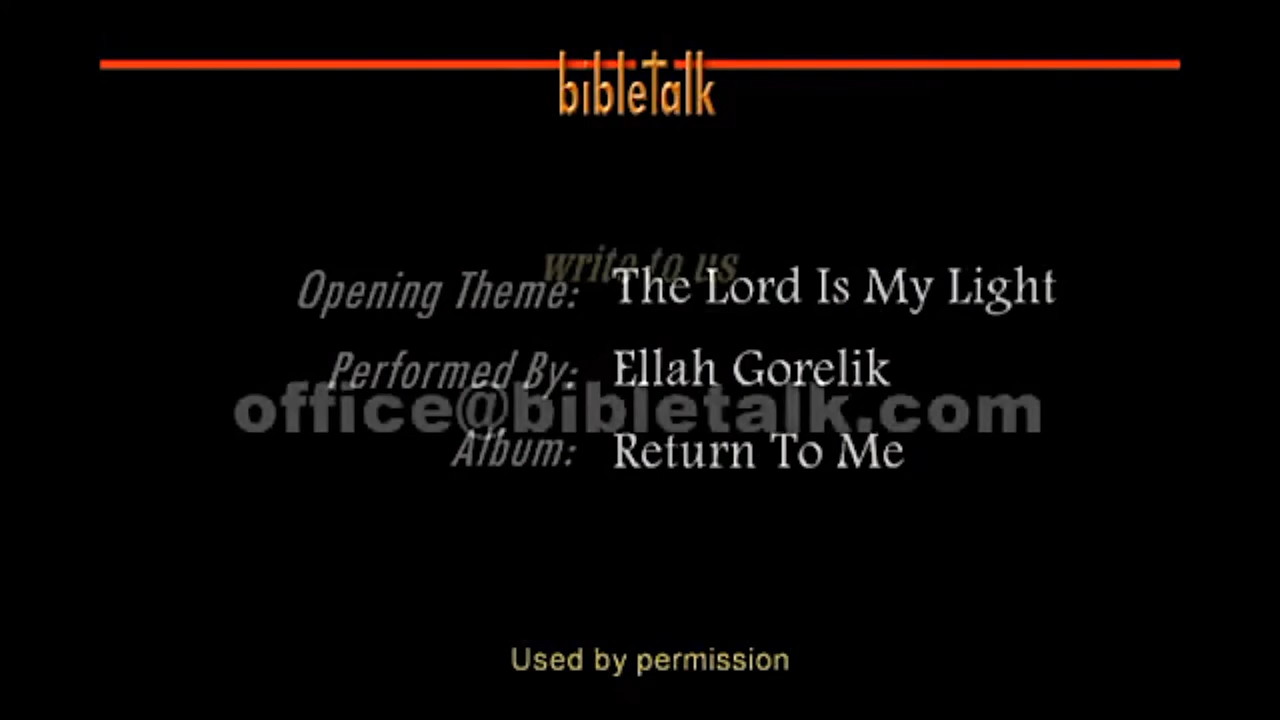 bibletalk
write to us
Opening Theme: The Lord Is My Light
Performed By: Ellah Gorelik
office@bibletalk.com
Album: Return To Me
Used by permission